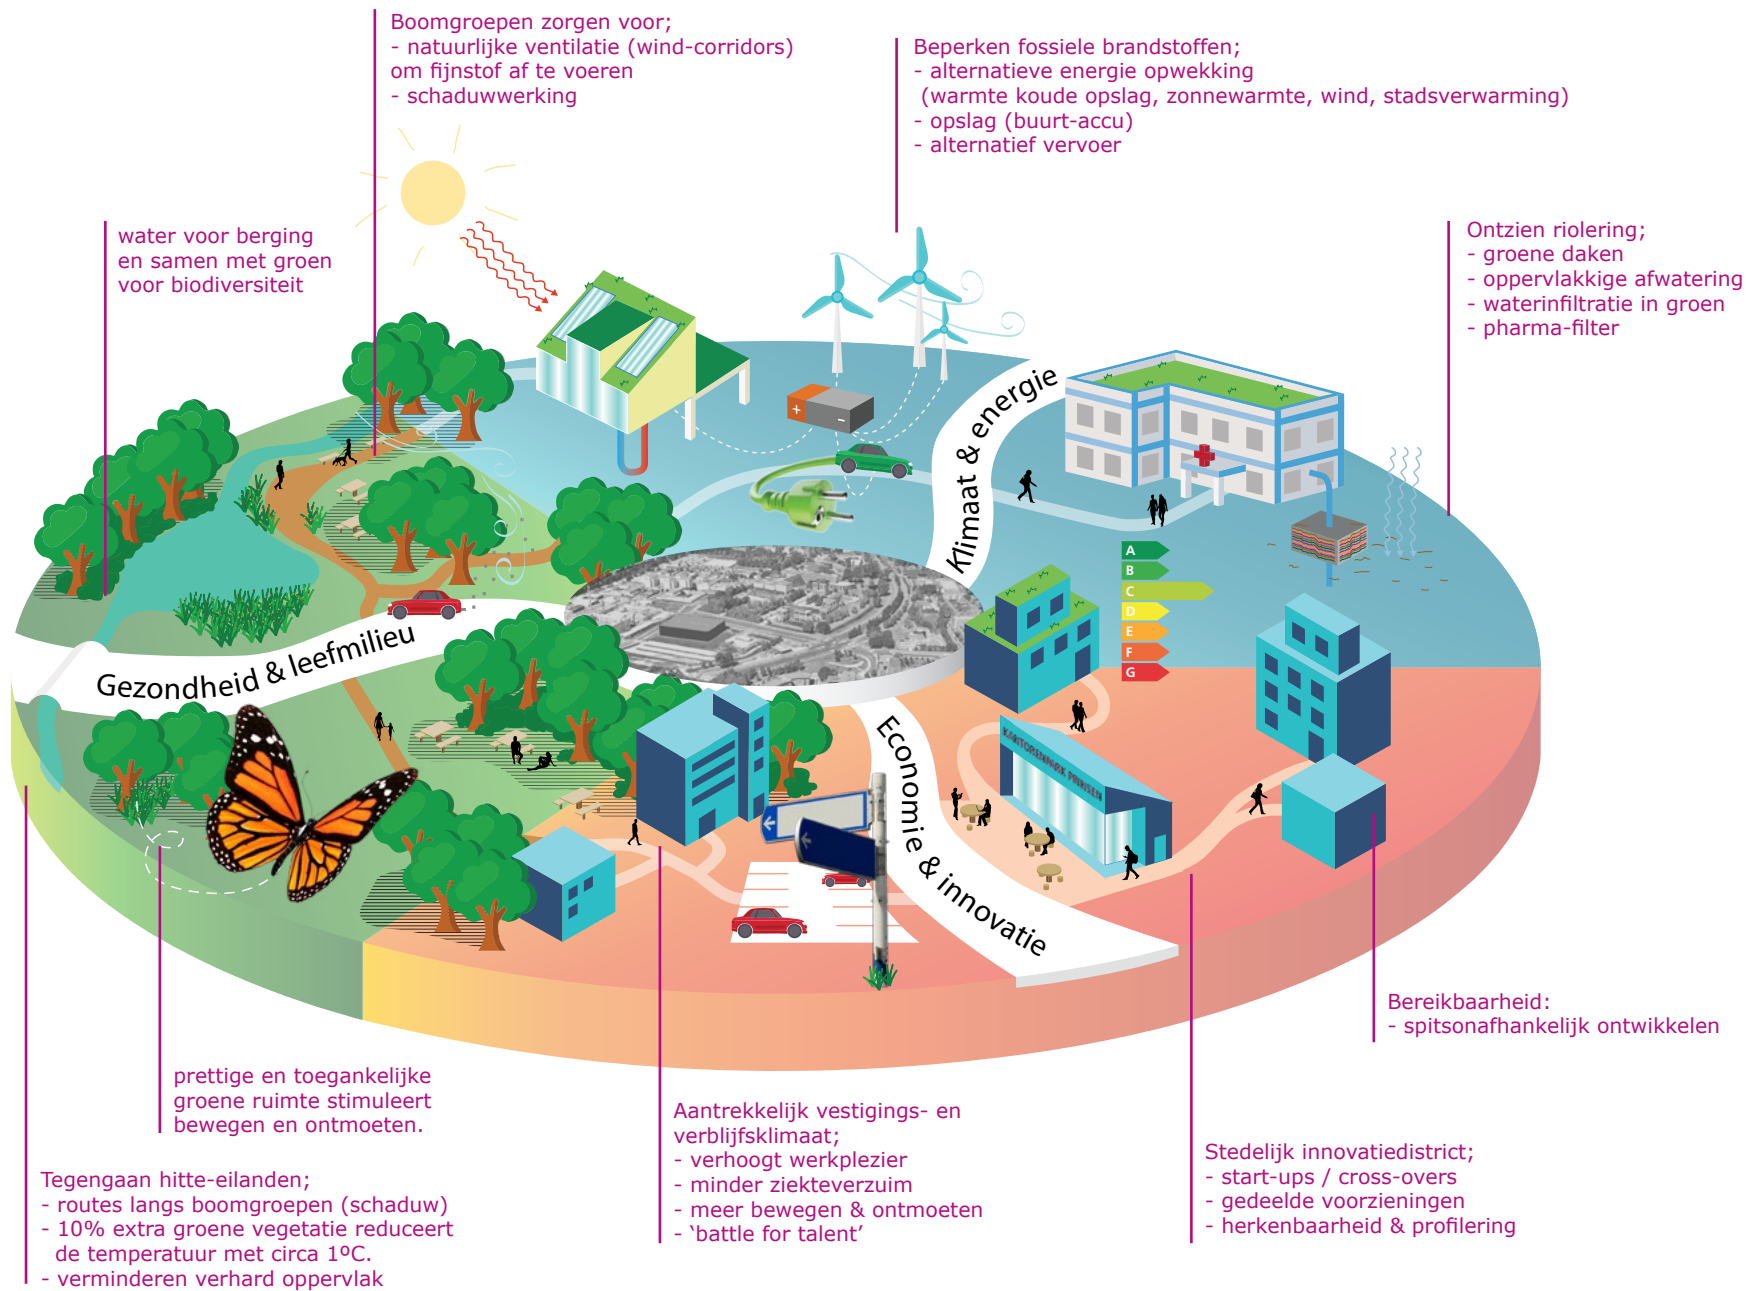 Boomgroepen zorgen voor;
- natuurlijke ventilatie (wind-corridors)
om fijnstof af te voeren
- schaduwwerking
Beperken fossiele brandstoffen;
- alternatieve energie opwekking
(warmte koude opslag, zonnewarmte, wind, stadsverwarming)
- opslag (buurt-accu)
- alternatief vervoer
water voor berging
en samen met groen
voor biodiversiteit
Ontzien riolering;
- groene daken
- oppervlakkige afwatering
- waterinfiltratie in groen
- pharma-filter
Klimaat & energie
+
-
A
B
C
D
E
F
G
Gezondheid & leefmilieu
Economie & innovatie
KANTORENPARK PRINSEN
Bereikbaarheid:
- spitsonafhankelijk ontwikkelen
prettige en toegankelijke
groene ruimte stimuleert
bewegen en ontmoeten.
Aantrekkelijk vestigings- en
verblijfsklimaat;
- verhoogt werkplezier
- minder ziekteverzuim
- meer bewegen & ontmoeten
- ‘battle for talent’
Stedelijk innovatiedistrict;
- start-ups / cross-overs
- gedeelde voorzieningen
- herkenbaarheid & profilering
Tegengaan hitte-eilanden;
- routes langs boomgroepen (schaduw)
- 10% extra groene vegetatie reduceert
de temperatuur met circa 1ºC.
- verminderen verhard oppervlak